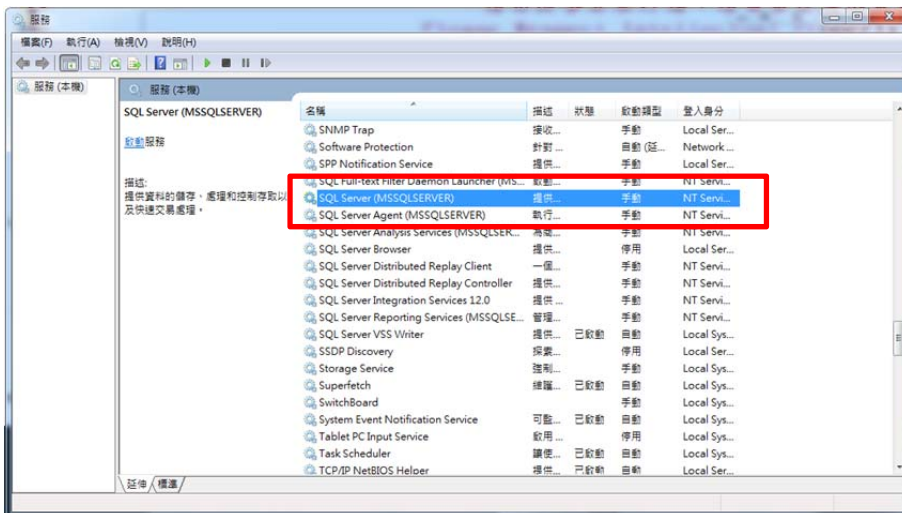 服務
檔案(F) 執行(A) 檢視(V) 說明(H)
服務 (本機)
服務 (本機)
SQL Server (MSSQLSERVER)
啟動服務
描述:
提供資料的儲存、處理和控制存取以
及快速交易處理。
名稱 描述 狀態 啟動類型 登入身分
SNMP Trap 接收... 手動 Local Ser...
Software Protection 針對 ... 自動 (延... Network ...
SPP Notification Service 提供... 手動 Local Ser...
SQL Full-text Filter Daemon Launcher (MS... 啟動... 手動 NT Servi...
SQL Server (MSSQLSERVER) 提供... 手動 NT Servi...
SQL Server Agent (MSSQLSERVER) 執行... 手動 NT Servi...
SQL Server Analysis Services (MSSQLSER... 為商... 手動 NT Servi...
SQL Server Browser 提供... 停用 Local Ser...
SQL Server Distributed Replay Client 一個... 手動 NT Servi...
SQL Server Distributed Replay Controller 提供... 手動 NT Servi...
SQL Server Integration Services 12.0 提供 ... 手動 NT Servi...
SQL Server Reporting Services (MSSQLSE... 管理... 手動 NT Servi...
SQL Server VSS Writer 提供... 已啟動 自動 Local Sys...
SSDP Discovery 探索... 停用 Local Ser...
Storage Service 強制... 手動 Local Sys...
Superfetch 維護... 已啟動 自動 Local Sys...
SwitchBoard 手動 Local Sys...
System Event Notification Service 可監... 已啟動 自動 Local Sys...
Tablet PC Input Service 啟用 ... 停用 Local Sys...
Task Scheduler 讓使... 已啟動 自動 Local Sys...
TCP/IP NetBIOS Helper 提供... 已啟動 自動 Local Ser...
延伸 標準